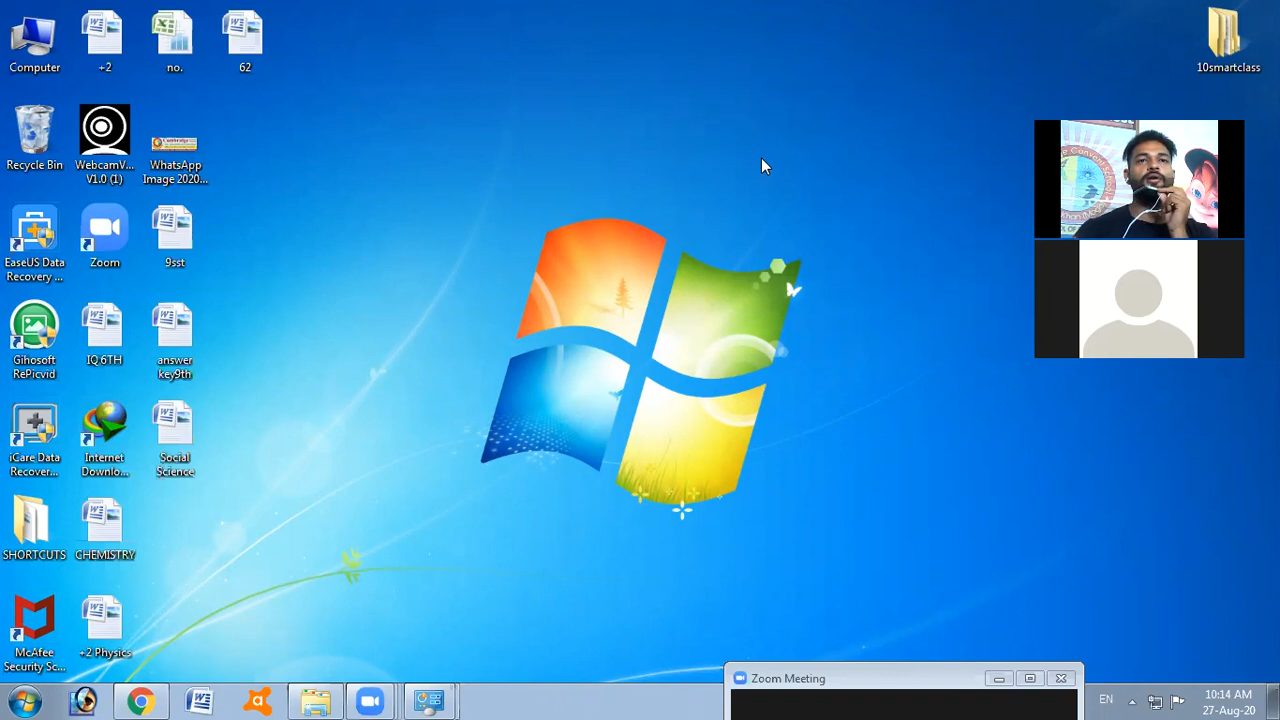 Computer
+2
no.
62
10smartclass
Recycle Bin
WebcamV...
V1.0 (1)
WhatsApp
Image 2020...
EaseUS Data
Recovery ...
Zoom
9sst
Gihosoft
RePicvid
IQ,6TH
answer
key9th
iCare Data
Recover...
Internet
Downlo...
Social
Science
SHORTCUTS
CHEMISTRY
McAfee
Security Sc...
+2 Physics
Zoom Meeting
EN
10:14 AM
27-Aug-20